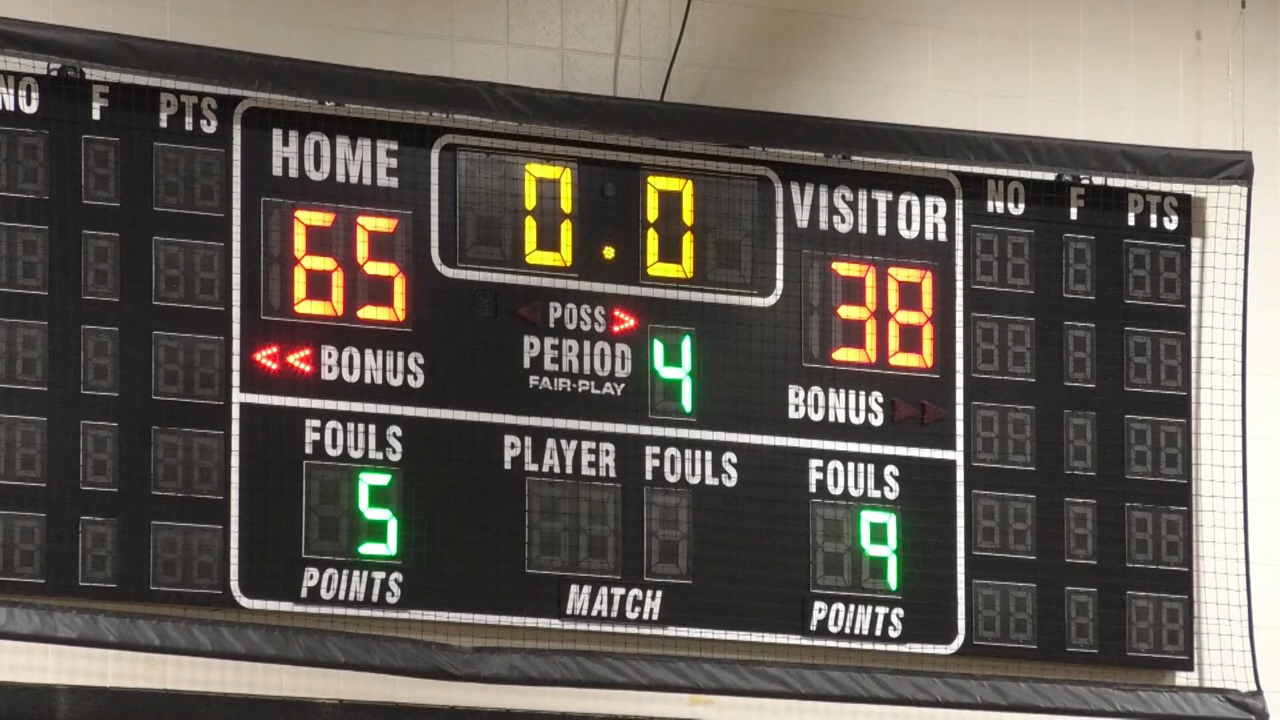 NO F PTS
HOME
65
0.0
VISITOR
38
NO F PTS
POSS
PERIOD 4
FAIR-PLAY
BONUS
BONUS
FOULS
5
POINTS
PLAYER FOULS
MATCH
FOULS
9
POINTS